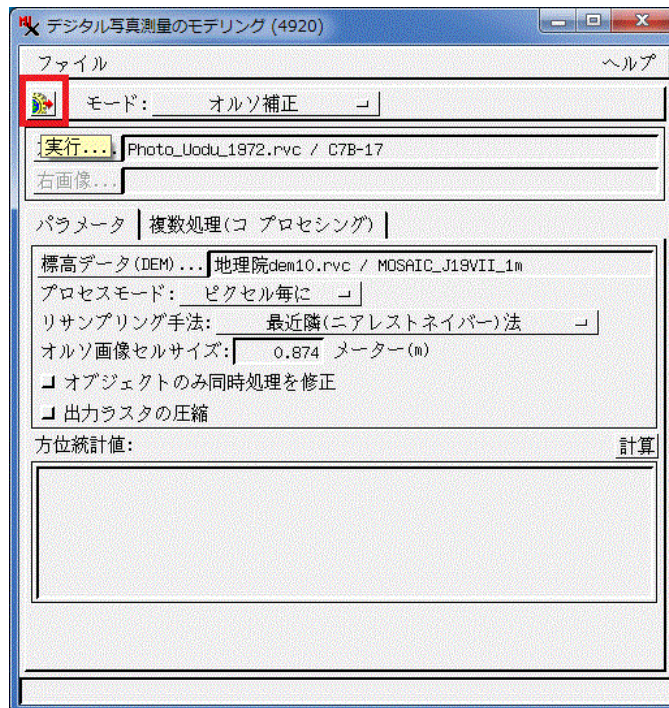 デジタル写真測量のモデリング (4920)
ファイル ヘルプ
モード: オルソ補正
実行... Photo_Uodu_1972.rvc / C7B-17
右画像...
パラメータ 複数処理(コ プロセシング)
標高データ(DEM)... 地理院dem10.rvc / MOSAIC_J19VII_1m
プロセスモード: ピクセル毎に
リサンプリング手法: 最近隣(ニアレストネイバー)法
オルソ画像セルサイズ: 0.874 メーター(m)
オブジェクトのみ同時処理を修正
出力ラスタの圧縮
方位統計値: 計算